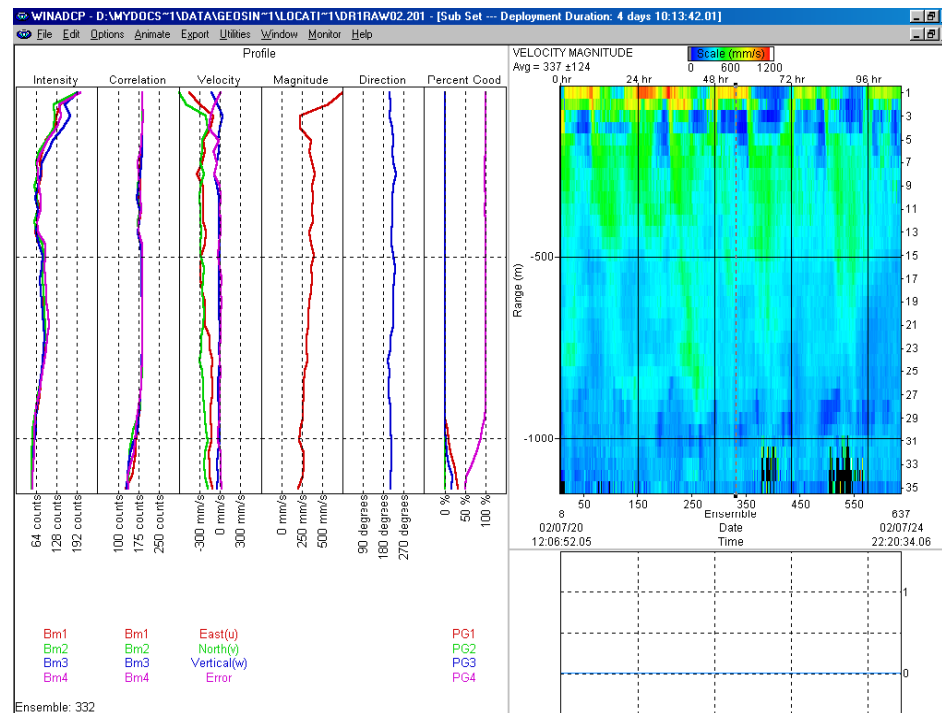 WINADCP - D:\MYDOCS~1\DATA\GEOSIN~1\LOCATI~1\DR1RAW02.201 - [Sub Set --- Deployment Duration: 4 days 10:13:42.01]
File Edit Options Animate Export Utilities Window Monitor Help
Profile
Intensity Correlation Velocity Magnitude Direction Percent Good
64 counts 128 counts 192 counts 100 counts 175 counts 250 counts -300 mm/s 0 mm/s 300 mm/s 0 mm/s 250 mm/s 500 mm/s 90 degrees 180 degrees 270 degrees 0 % 50 % 100 %
Bm1 Bm1 East(u) PG1
Bm2 Bm2 North(v) PG2
Bm3 Bm3 Vertical(w) PG3
Bm4 Bm4 Error PG4
Ensemble: 332
VELOCITY MAGNITUDE
Scale (mm/s)
Avg = 337 ±124
0 600 1200
0 hr 24 hr 48 hr 72 hr 96 hr
Range (m)
-500
-1000
1
3
5
7
9
11
13
15
17
19
21
23
25
27
29
31
33
35
50 150 250 350 450 550
8 Ensemble 637
02/07/20 Date 02/07/24
12:06:52.05 Time 22:20:34.06
1
0